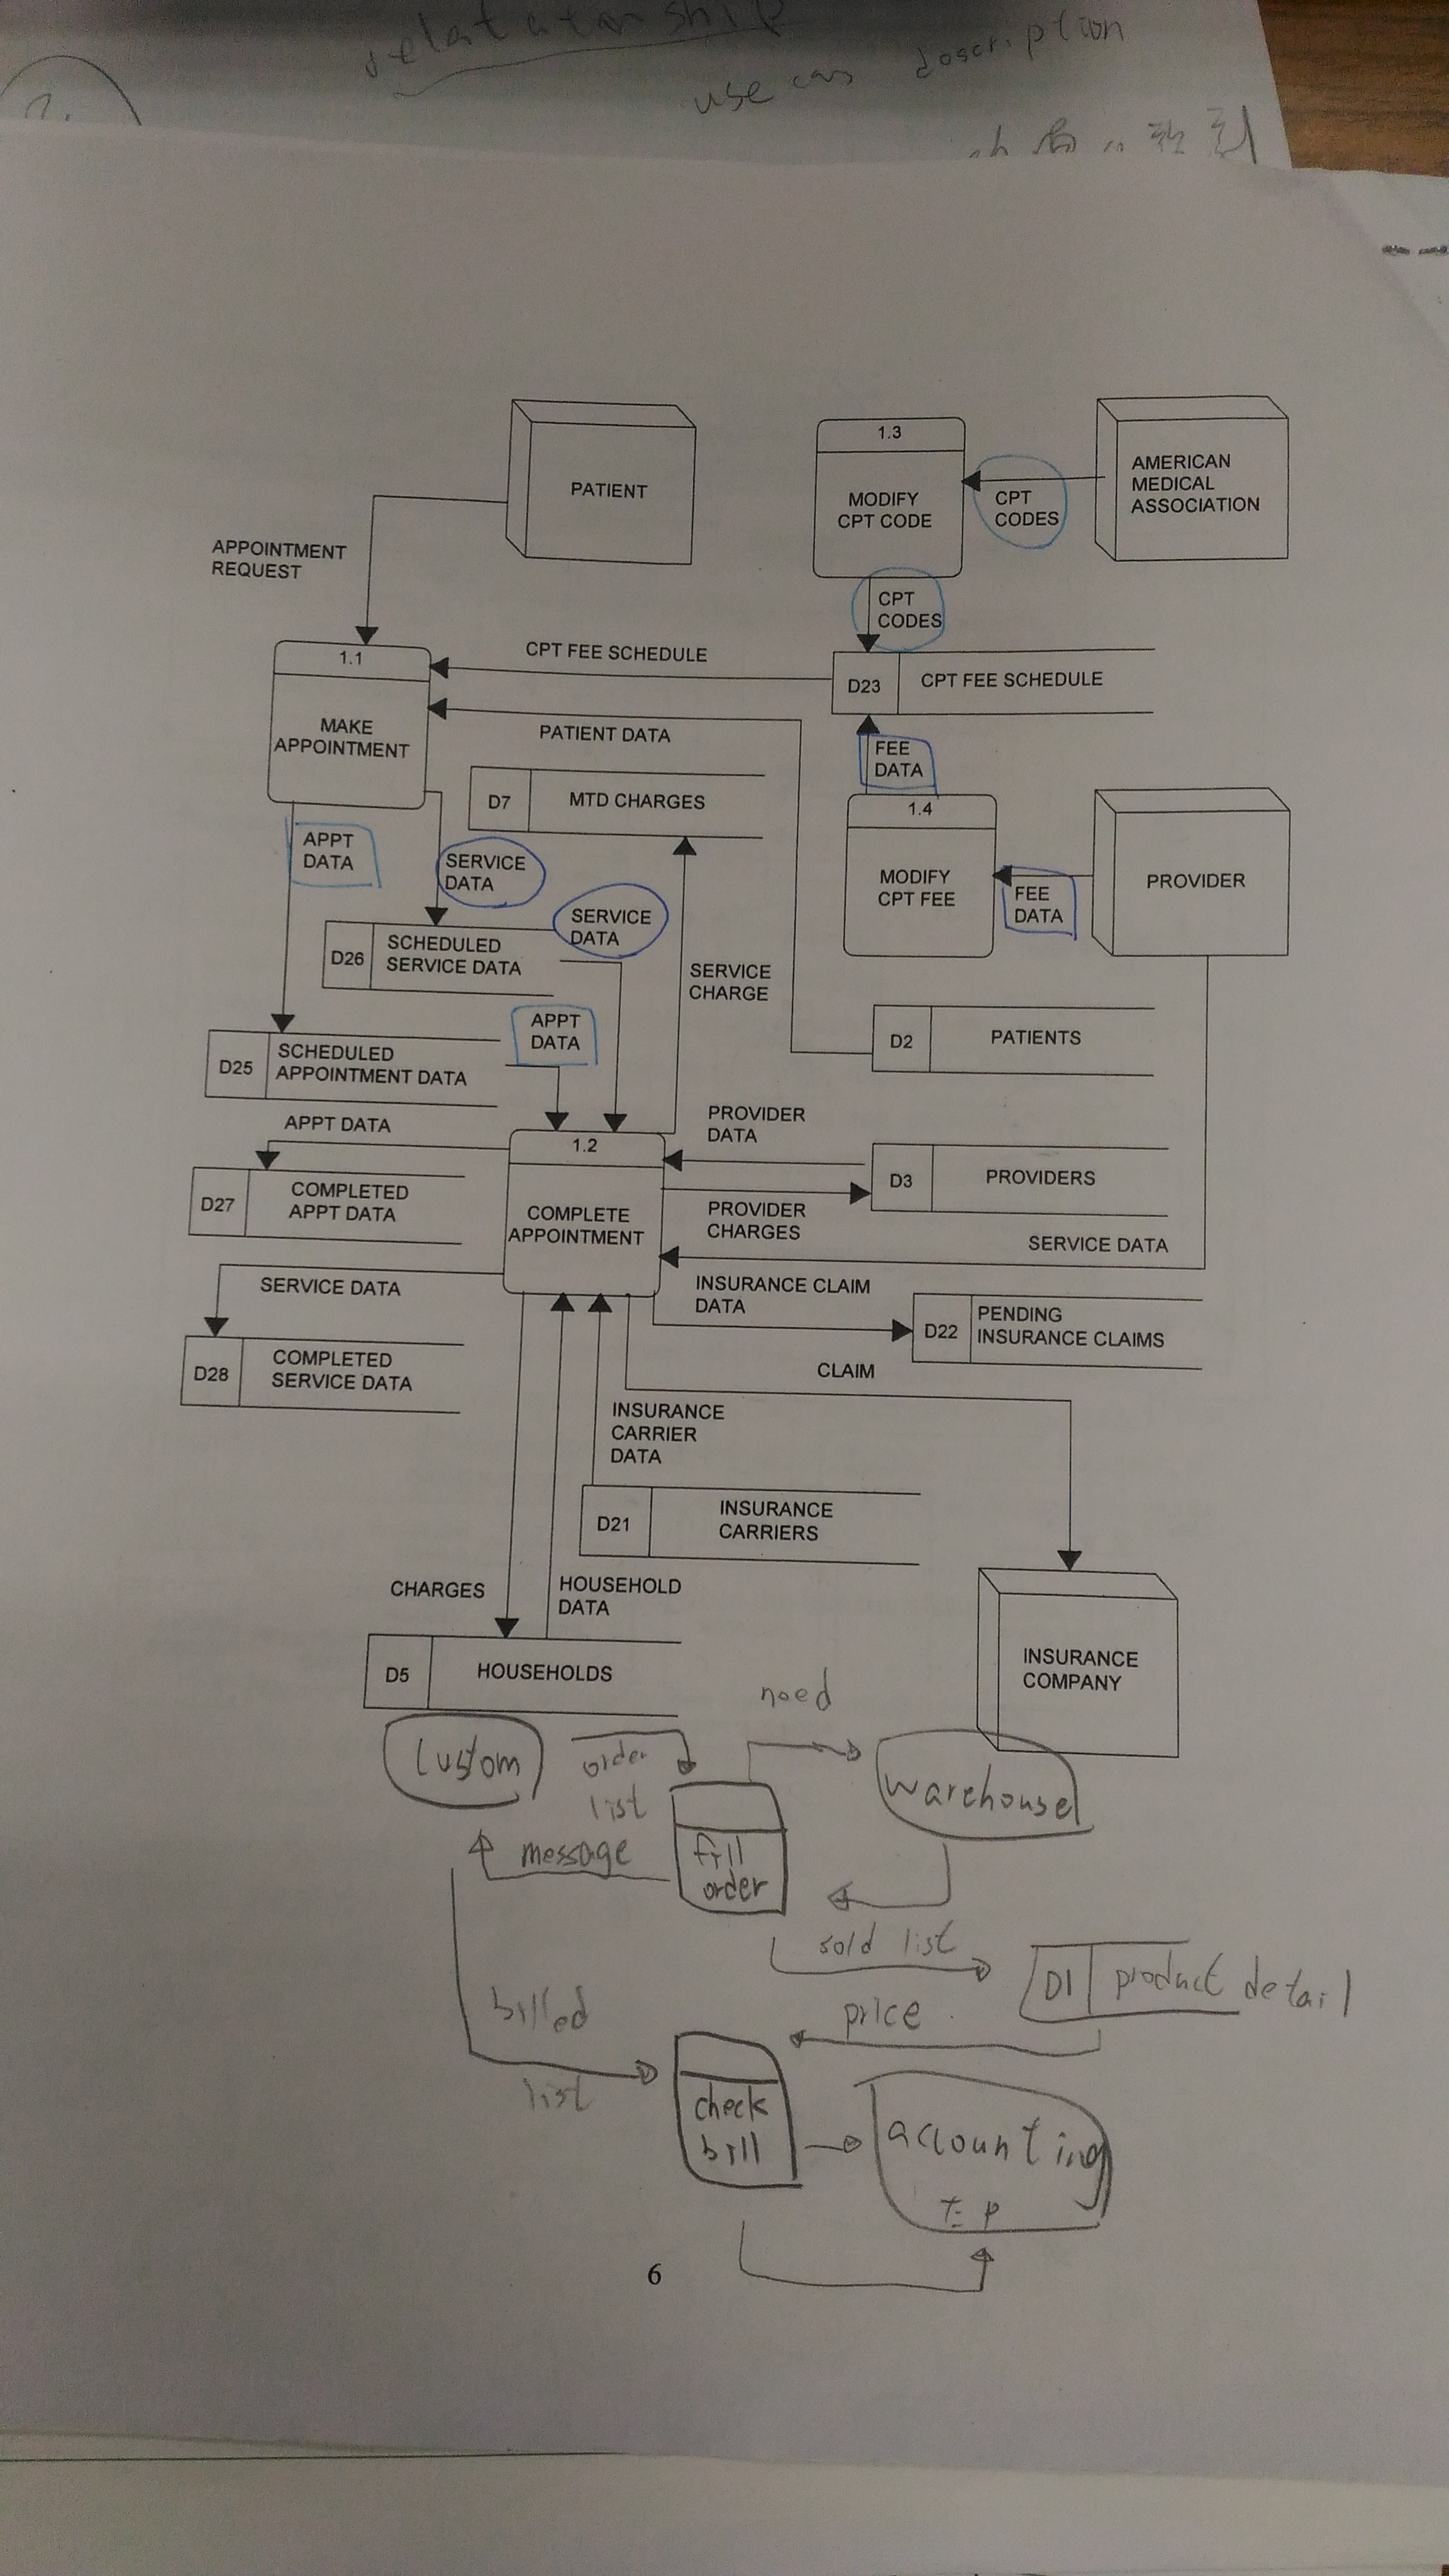 relationship
use cas description
PATIENT
1.3
MODIFY
CPT CODE
CPT
CODES
AMERICAN
MEDICAL
ASSOCIATION
APPOINTMENT
REQUEST
CPT
CODES
1.1
MAKE
APPOINTMENT
CPT FEE SCHEDULE
D23
CPT FEE SCHEDULE
PATIENT DATA
FEE
DATA
D7
MTD CHARGES
1.4
MODIFY
CPT FEE
FEE
DATA
PROVIDER
APPT
DATA
SERVICE
DATA
SERVICE
DATA
D26
SCHEDULED
SERVICE DATA
SERVICE
CHARGE
APPT
DATA
D2
PATIENTS
D25
SCHEDULED
APPOINTMENT DATA
APPT DATA
1.2
COMPLETE
APPOINTMENT
PROVIDER
DATA
D3
PROVIDERS
D27
COMPLETED
APPT DATA
PROVIDER
CHARGES
SERVICE DATA
SERVICE DATA
INSURANCE CLAIM
DATA
D22
PENDING
INSURANCE CLAIMS
D28
COMPLETED
SERVICE DATA
CLAIM
INSURANCE
CARRIER
DATA
D21
INSURANCE
CARRIERS
CHARGES
HOUSEHOLD
DATA
D5
HOUSEHOLDS
INSURANCE
COMPANY
need
custom
order
list
warehouse
message
fill
order
sold list
D1
product detail
billed
list
price
check
bill
accounting
6